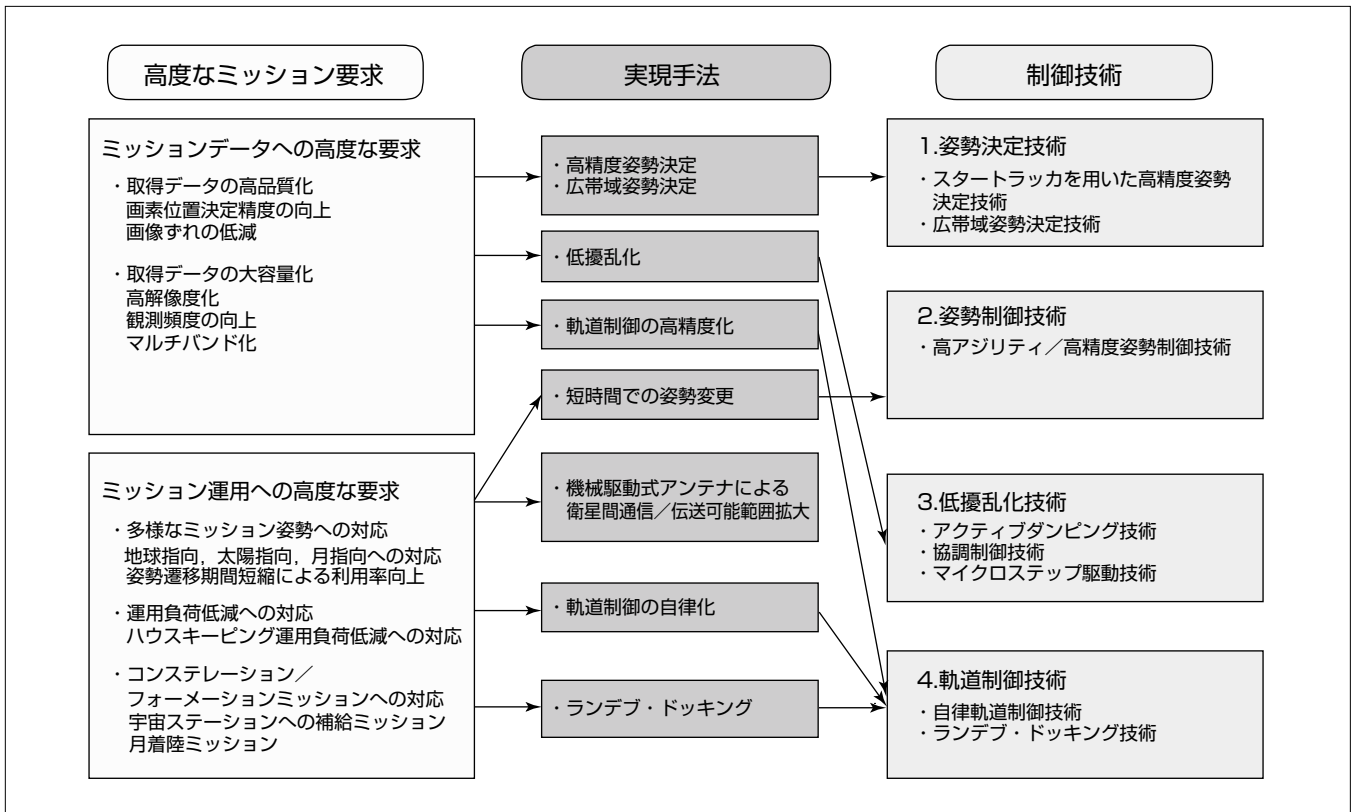 高度なミッション要求
ミッションデータへの高度な要求
・取得データの高品質化
画素位置決定精度の向上
画像ずれの低減
・取得データの大容量化
高解像度化
観測頻度の向上
マルチバンド化
ミッション運用への高度な要求
・多様なミッション姿勢への対応
地球指向，太陽指向，月指向への対応
姿勢遷移期間短縮による利用率向上
・運用負荷低減への対応
ハウスキーピング運用負荷低減への対応
・コンステレーション／
フォーメーションミッションへの対応
宇宙ステーションへの補給ミッション
月着陸ミッション
実現手法
・高精度姿勢決定
・広帯域姿勢決定
・低擾乱化
・軌道制御の高精度化
・短時間での姿勢変更
・機械駆動式アンテナによる
衛星間通信／伝送可能範囲拡大
・軌道制御の自律化
・ランデブ・ドッキング
制御技術
1.姿勢決定技術
・スタートラッカを用いた高精度姿勢
決定技術
・広帯域姿勢決定技術
2.姿勢制御技術
・高アジリティ／高精度姿勢制御技術
3.低擾乱化技術
・アクティブダンピング技術
・協調制御技術
・マイクロステップ駆動技術
4.軌道制御技術
・自律軌道制御技術
・ランデブ・ドッキング技術